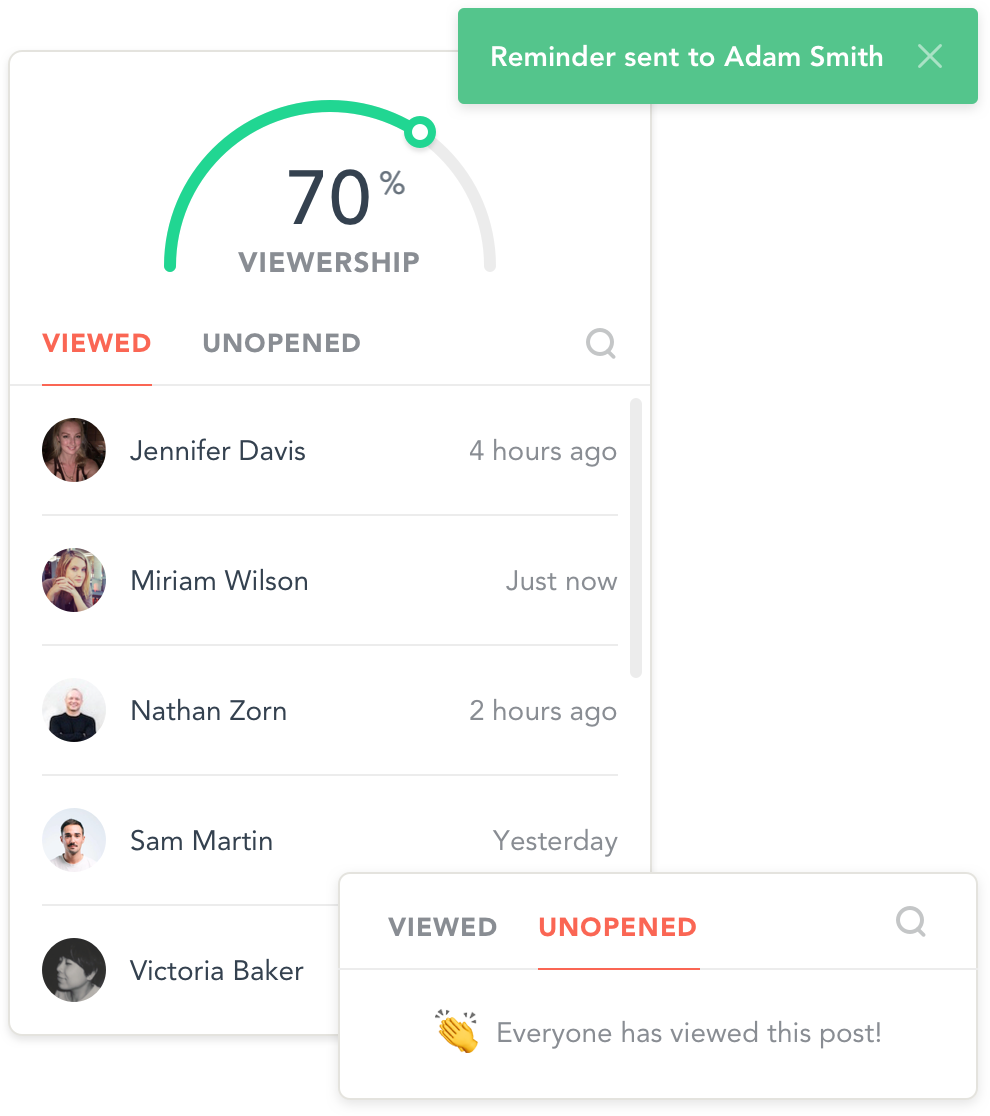 Reminder sent to Adam Smith
70%
VIEWERSHIP
VIEWED UNOPENED
Jennifer Davis 4 hours ago
Miriam Wilson Just now
Nathan Zorn 2 hours ago
Sam Martin Yesterday
Victoria Baker
VIEWED UNOPENED
👏 Everyone has viewed this post!